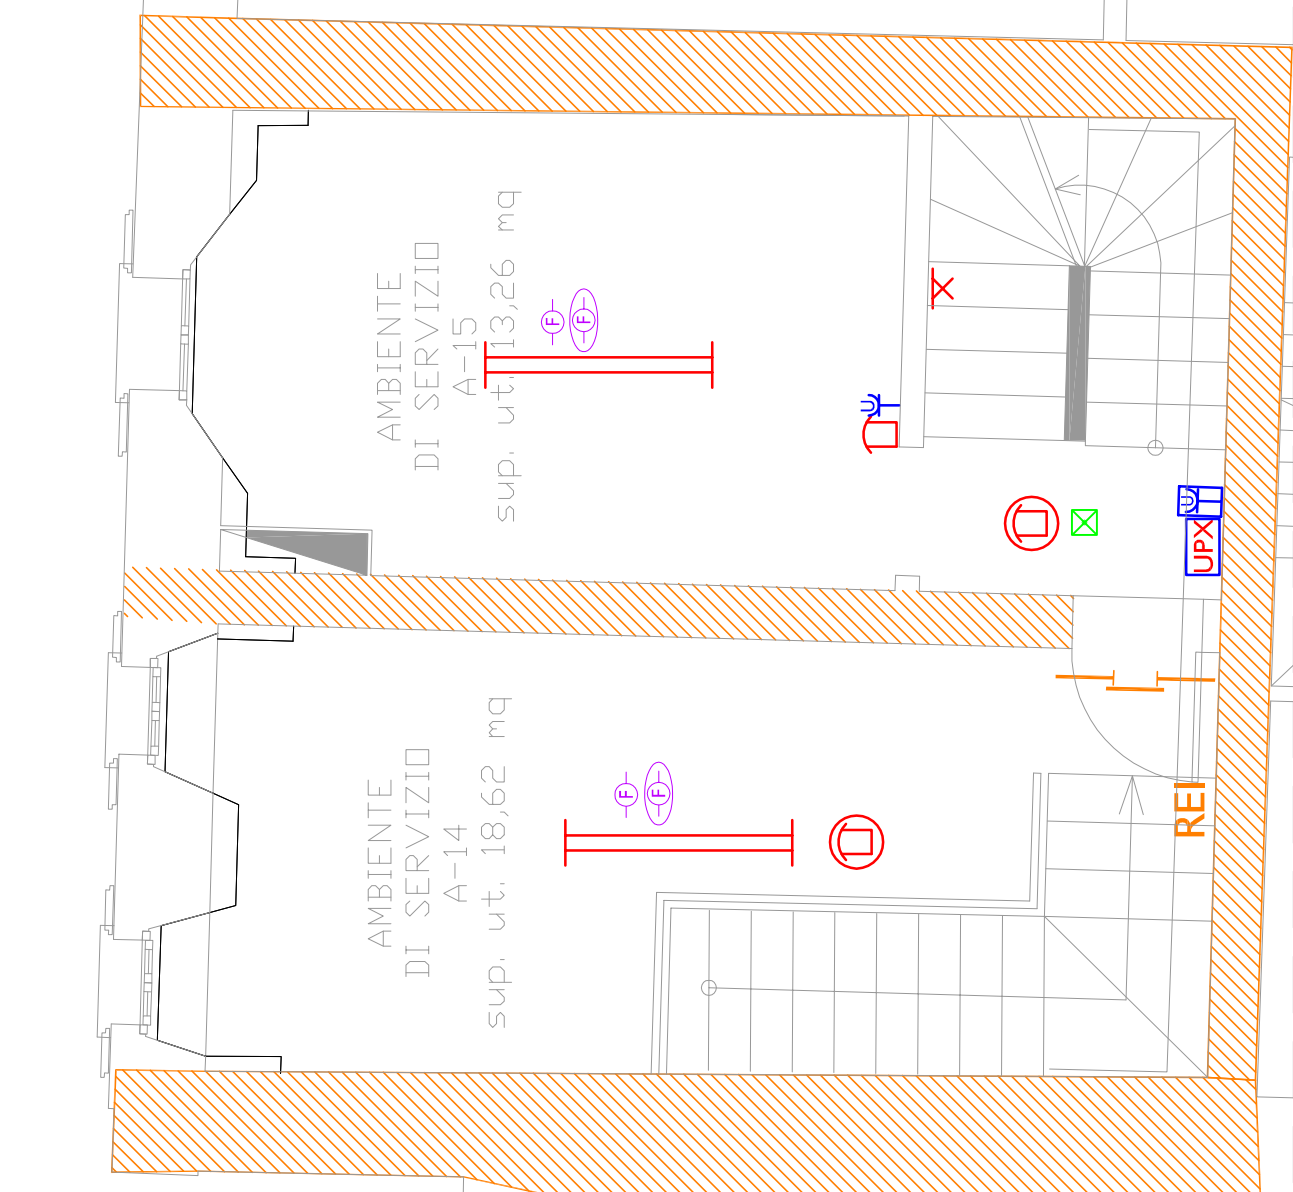 AMBIENTE
DI SERVIZIO
A-15
sup. ut. 13,26 mq
F
F
UPX
AMBIENTE
DI SERVIZIO
A-14
sup. ut. 18,62 mq
F
F
REI